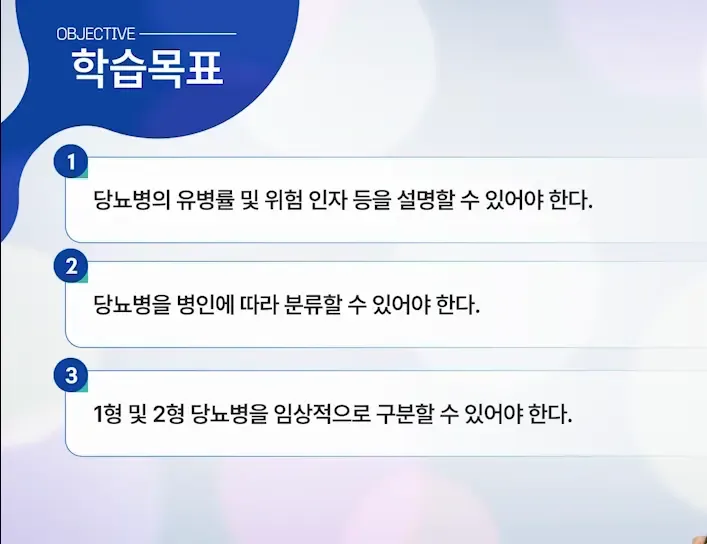 OBJECTIVE
학습목표
1
당뇨병의 유병률 및 위험 인자 등을 설명할 수 있어야 한다.
2
당뇨병을 병인에 따라 분류할 수 있어야 한다.
3
1형 및 2형 당뇨병을 임상적으로 구분할 수 있어야 한다.